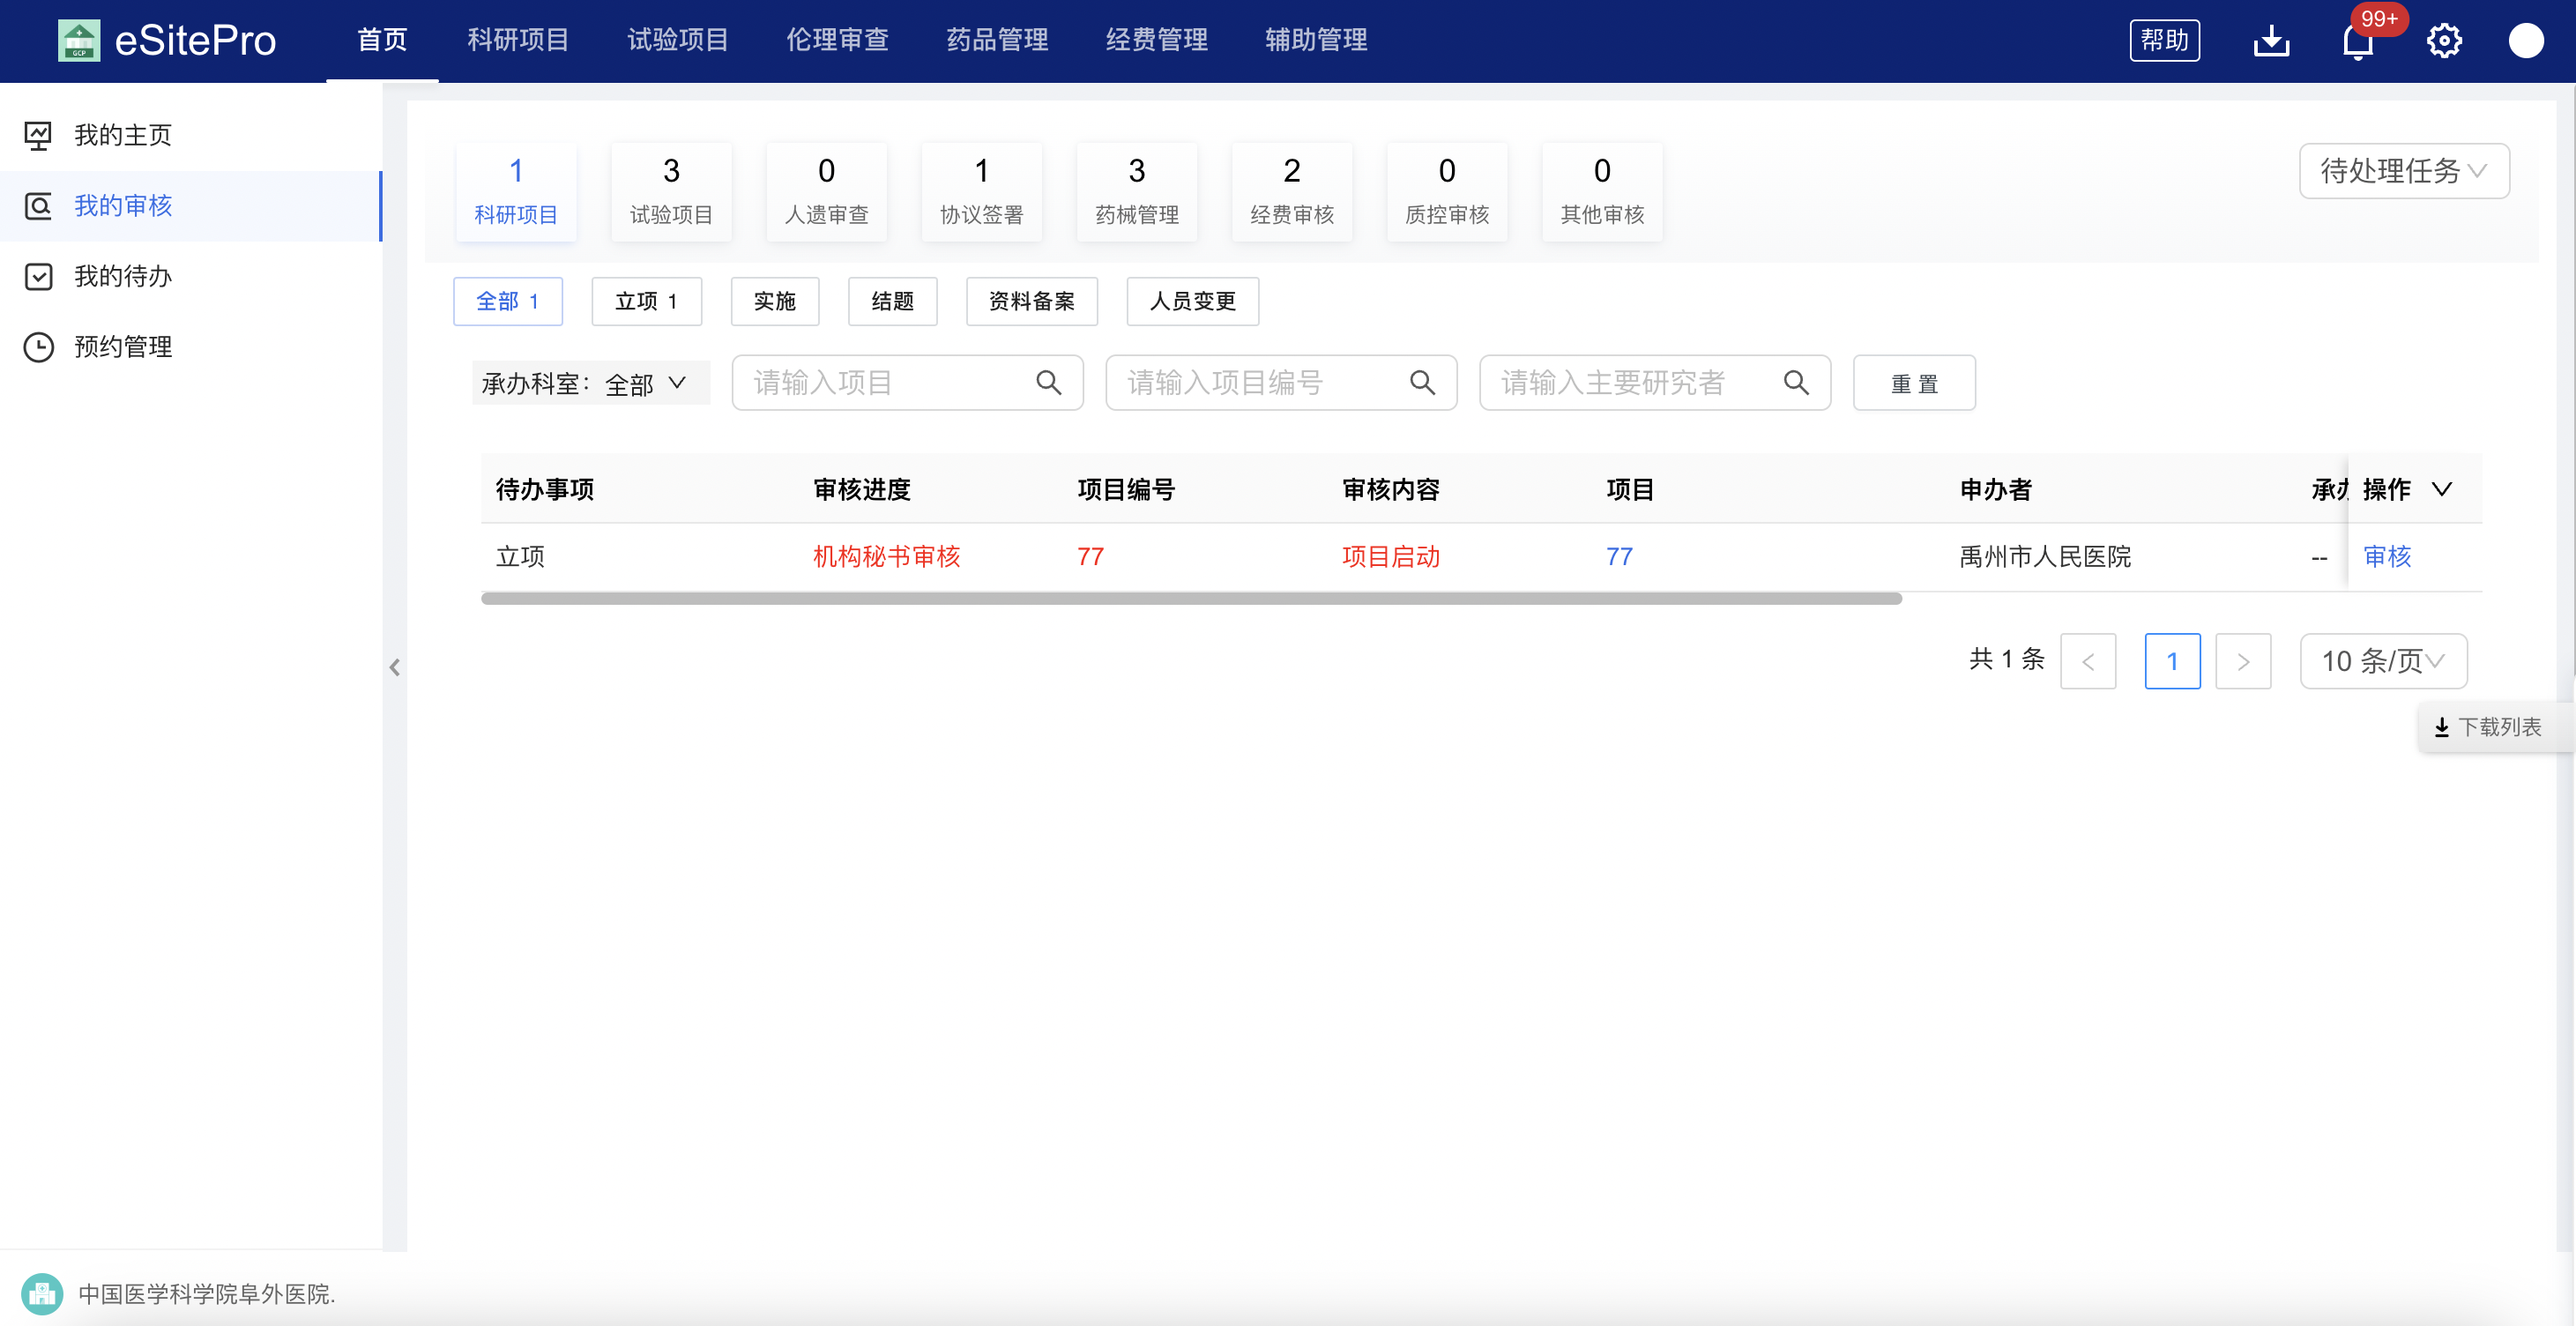 eSitePro 首页 科研项目 试验项目 伦理审查 药品管理 经费管理 辅助管理 帮助 99+
GCP
我的主页
我的审核
我的待办
预约管理
1 3 0 1 3 2 0 0
科研项目 试验项目 人遗审查 协议签署 药械管理 经费审核 质控审核 其他审核
待处理任务
全部 1 立项 1 实施 结题 资料备案 人员变更
承办科室： 全部 请输入项目 请输入项目编号 请输入主要研究者 重 置
待办事项 审核进度 项目编号 审核内容 项目 申办者 承办 操作
立项 机构秘书审核 77 项目启动 77 禹州市人民医院 -- 审核
共 1 条 < 1 > 10 条/页
下载列表
中国医学科学院阜外医院.